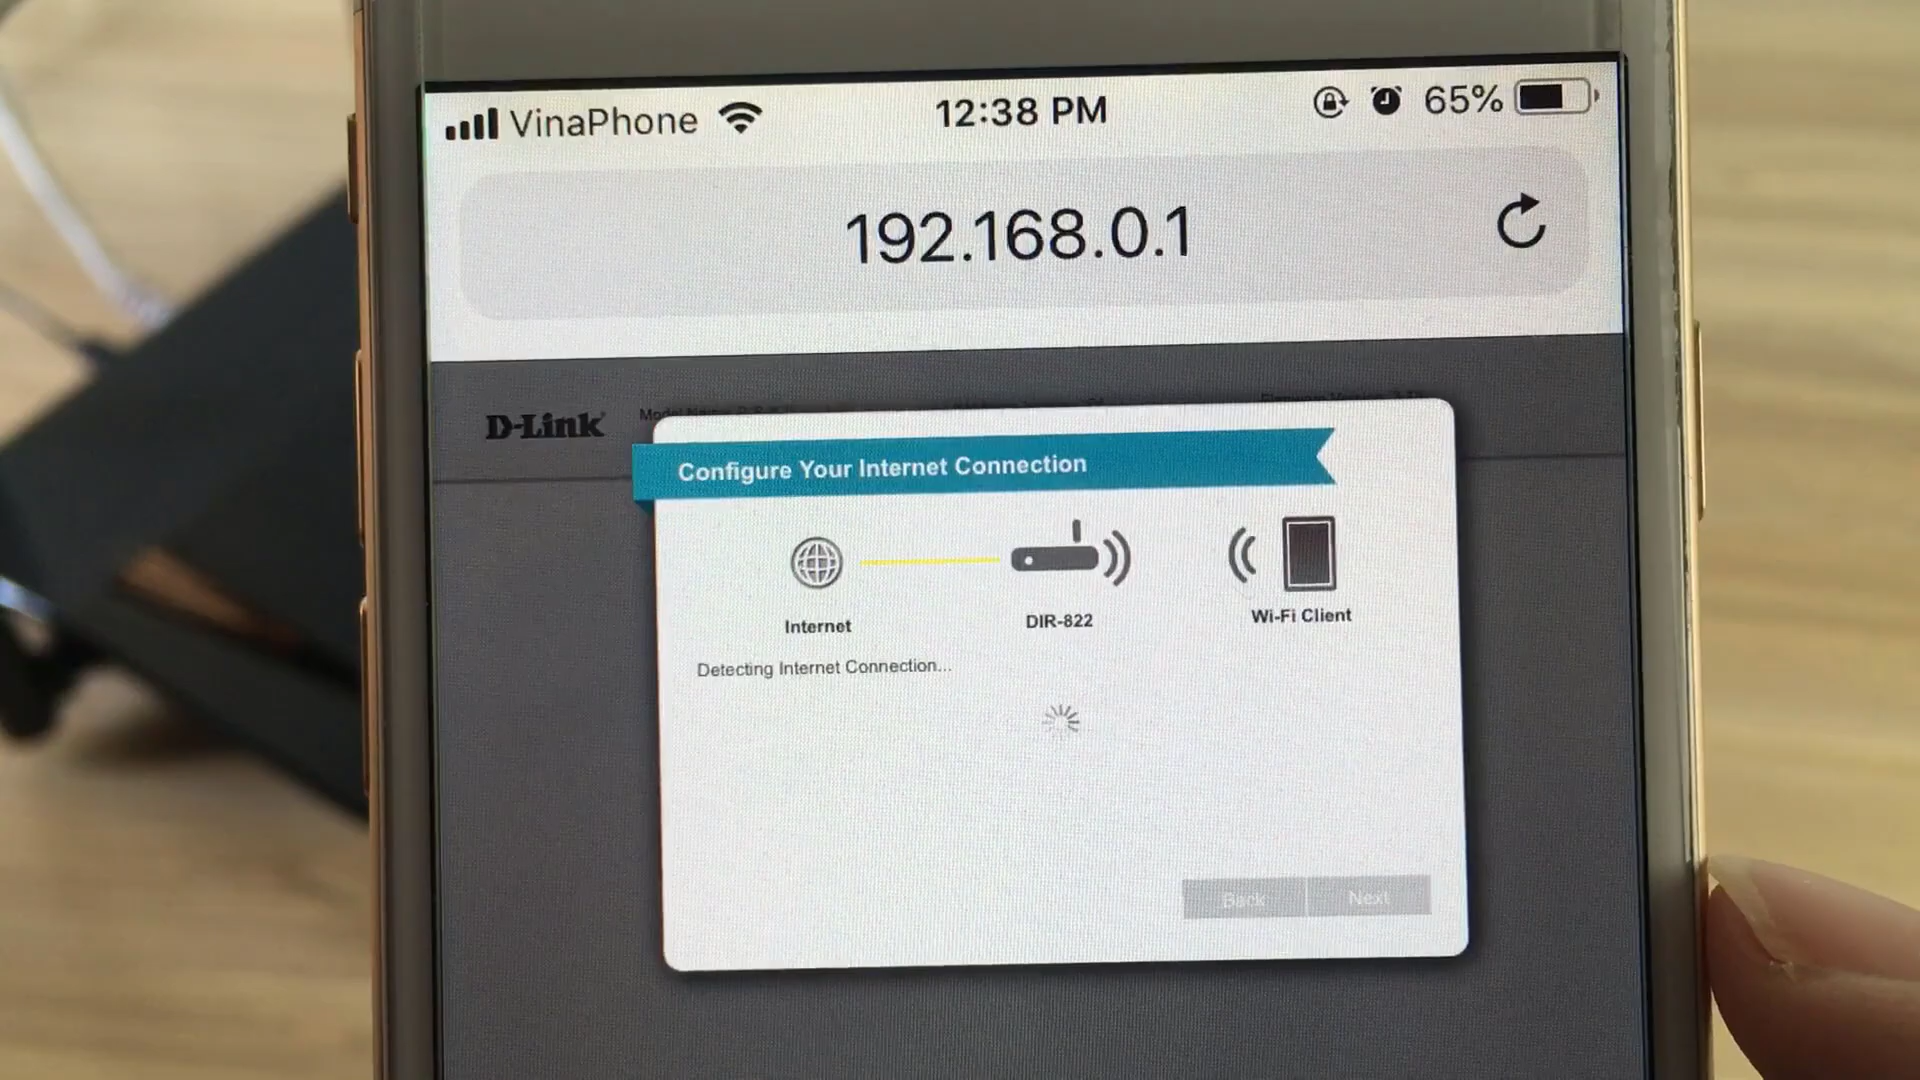 VinaPhone 12:38 PM 65%
192.168.0.1
D-Link
Configure Your Internet Connection
Internet DIR-822 Wi-Fi Client
Detecting Internet Connection...
Back Next